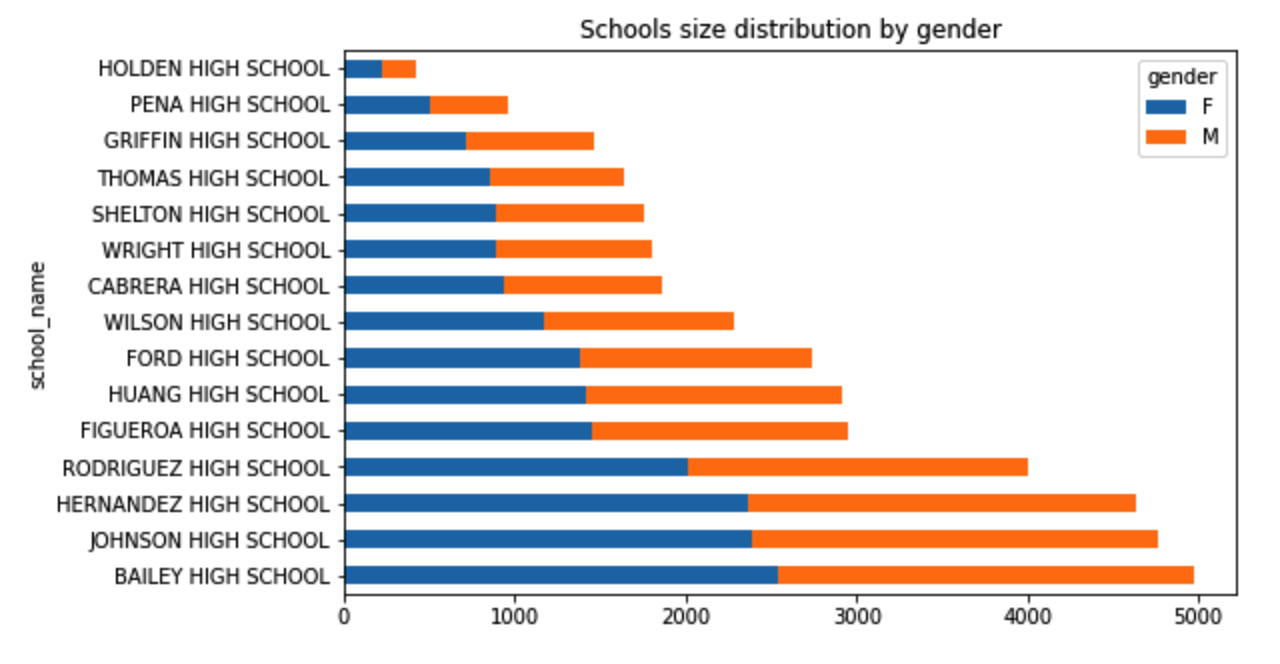 Schools size distribution by gender
gender
F
M
school_name
HOLDEN HIGH SCHOOL
PENA HIGH SCHOOL
GRIFFIN HIGH SCHOOL
THOMAS HIGH SCHOOL
SHELTON HIGH SCHOOL
WRIGHT HIGH SCHOOL
CABRERA HIGH SCHOOL
WILSON HIGH SCHOOL
FORD HIGH SCHOOL
HUANG HIGH SCHOOL
FIGUEROA HIGH SCHOOL
RODRIGUEZ HIGH SCHOOL
HERNANDEZ HIGH SCHOOL
JOHNSON HIGH SCHOOL
BAILEY HIGH SCHOOL
0 1000 2000 3000 4000 5000